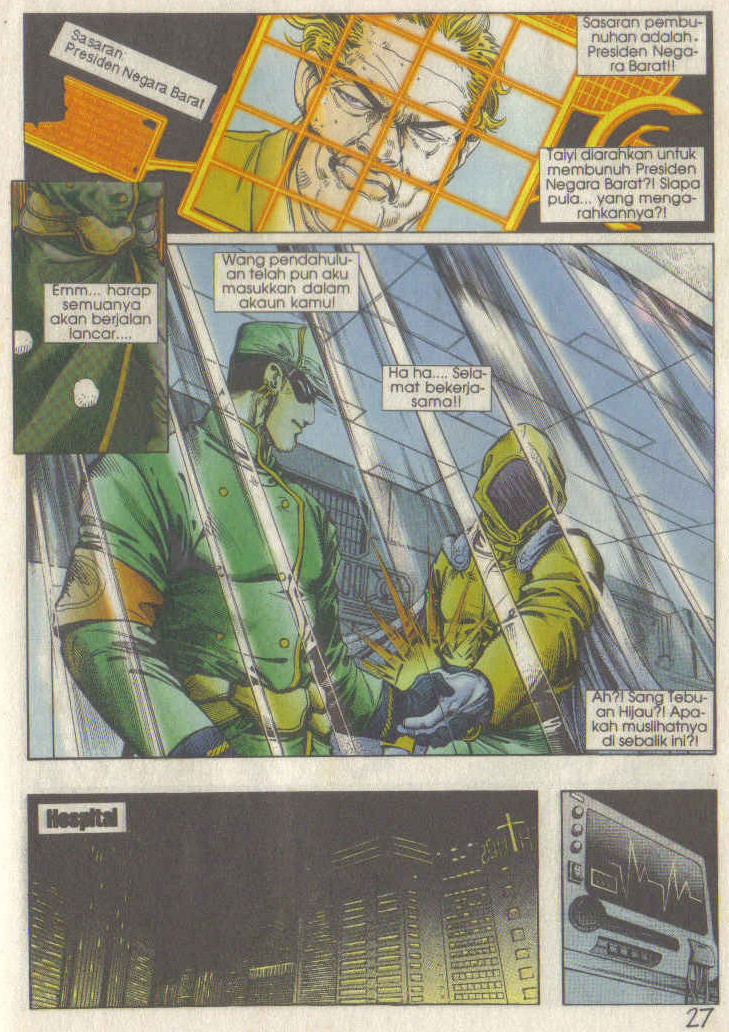 Sasaran:
Presiden Negara Barat
Sasaran pembu-
nuhan adalah
Presiden Nega-
ra Barat!!
Taiyi diarahkan untuk
membunuh Presiden
Negara Barat?! Siapa
pula... yang menga-
rahkannya?!
Emm... harap
semuanya
akan berjalan
lancar....
Wang pendahulu-
an telah pun aku
masukkan dalam
akaun kamu!
Ha ha.... Sela-
mat bekerja-
sama!!
Ah?! Sang Tebu-
an Hijau?! Apa-
kah muslihatnya
di sebalik ini?!
Hospital
27